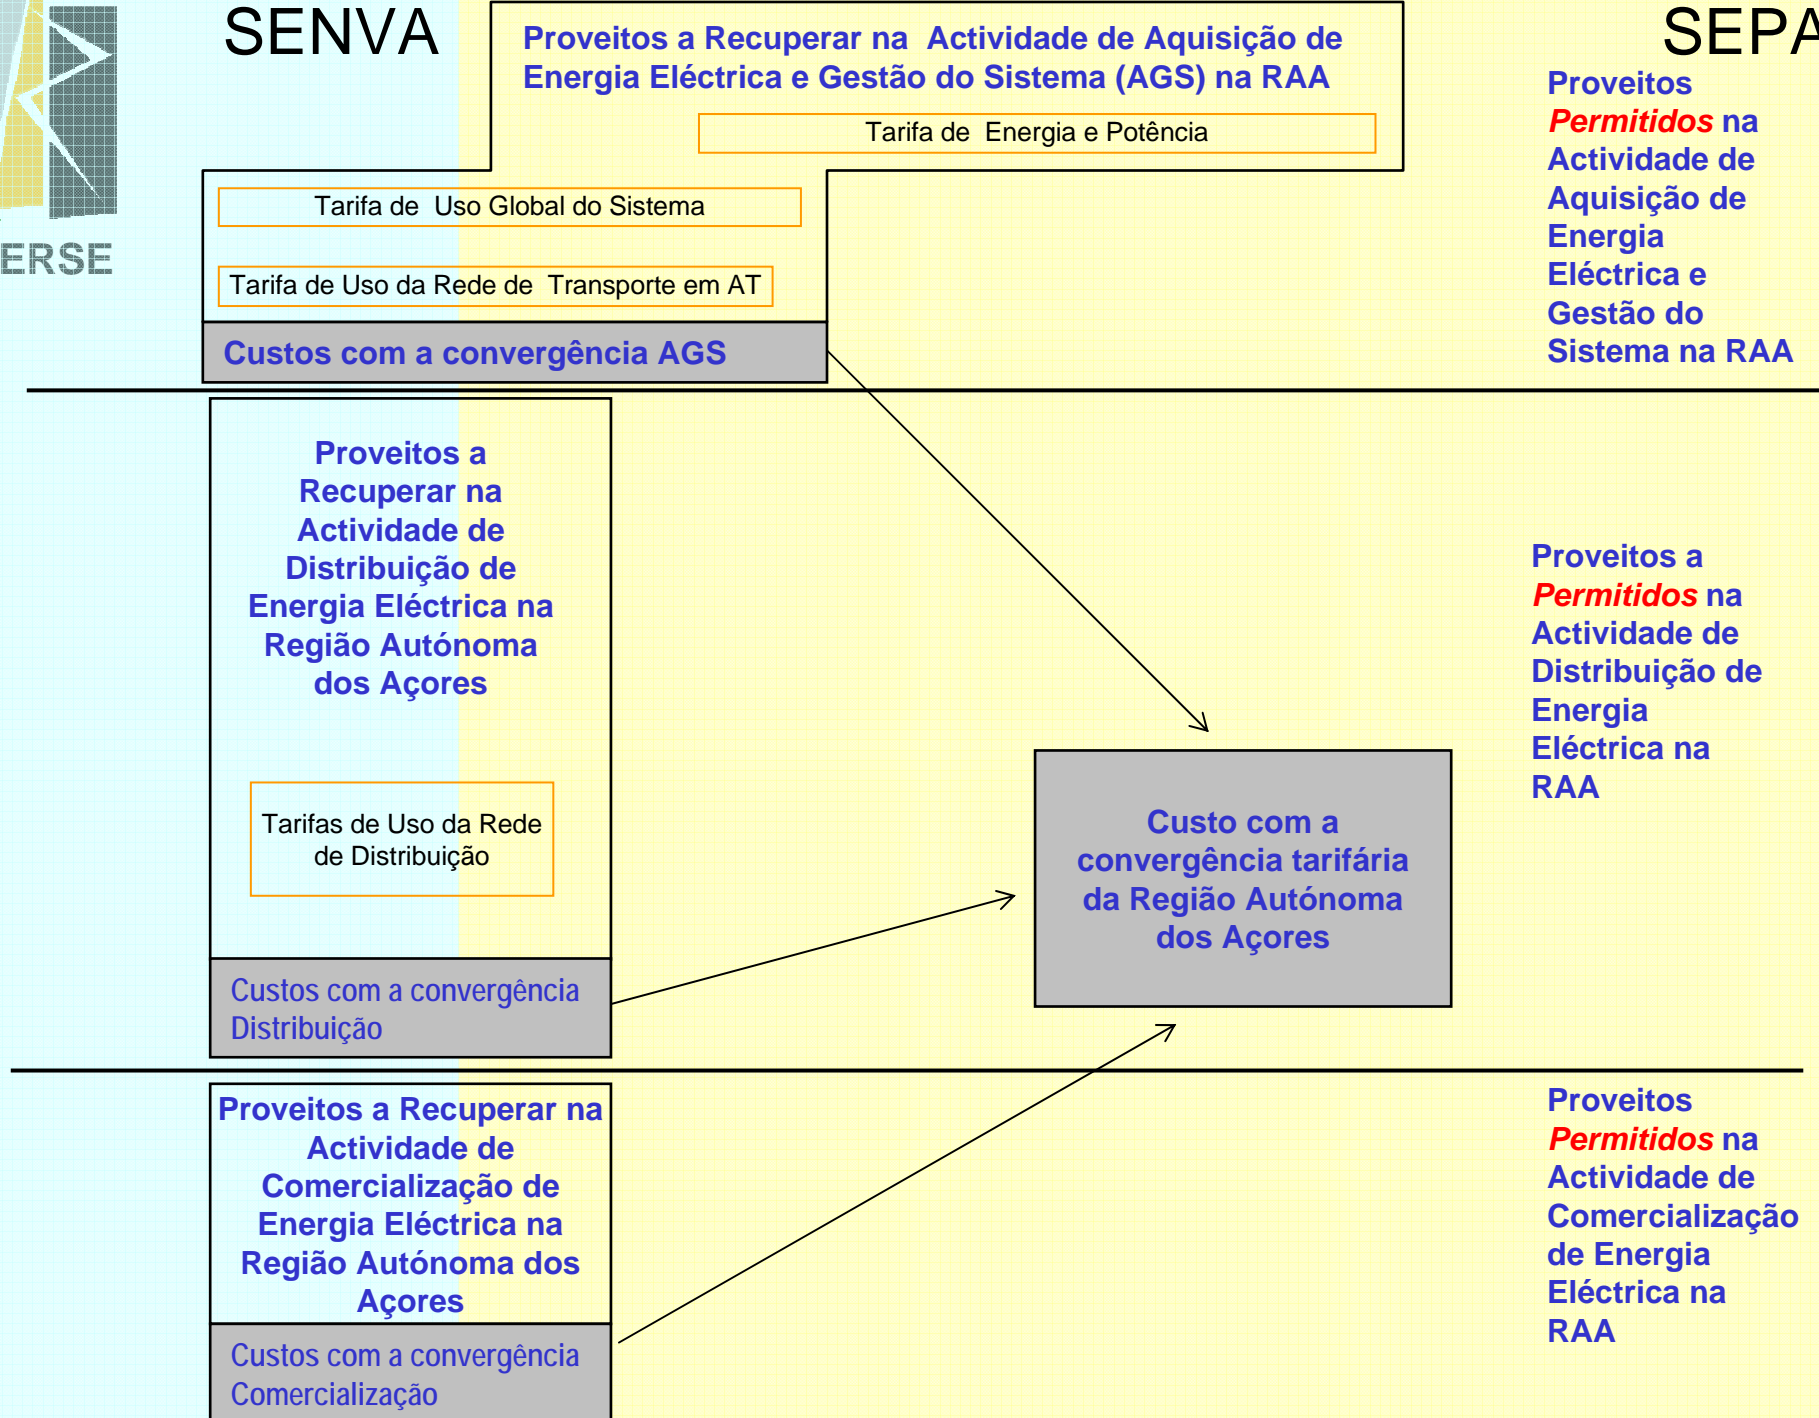 SENVA
SEPA
ERSE
Proveitos a Recuperar na Actividade de Aquisição de
Energia Eléctrica e Gestão do Sistema (AGS) na RAA
Tarifa de Energia e Potência
Tarifa de Uso Global do Sistema
Tarifa de Uso da Rede de Transporte em AT
Custos com a convergência AGS
Proveitos
Permitidos na
Actividade de
Aquisição de
Energia
Eléctrica e
Gestão do
Sistema na RAA
Proveitos a
Recuperar na
Actividade de
Distribuição de
Energia Eléctrica na
Região Autónoma
dos Açores
Tarifas de Uso da Rede
de Distribuição
Custos com a convergência
Distribuição
Custo com a
convergência tarifária
da Região Autónoma
dos Açores
Proveitos a
Permitidos na
Actividade de
Distribuição de
Energia
Eléctrica na
RAA
Proveitos a Recuperar na
Actividade de
Comercialização de
Energia Eléctrica na
Região Autónoma dos
Açores
Custos com a convergência
Comercialização
Proveitos
Permitidos na
Actividade de
Comercialização
de Energia
Eléctrica na
RAA